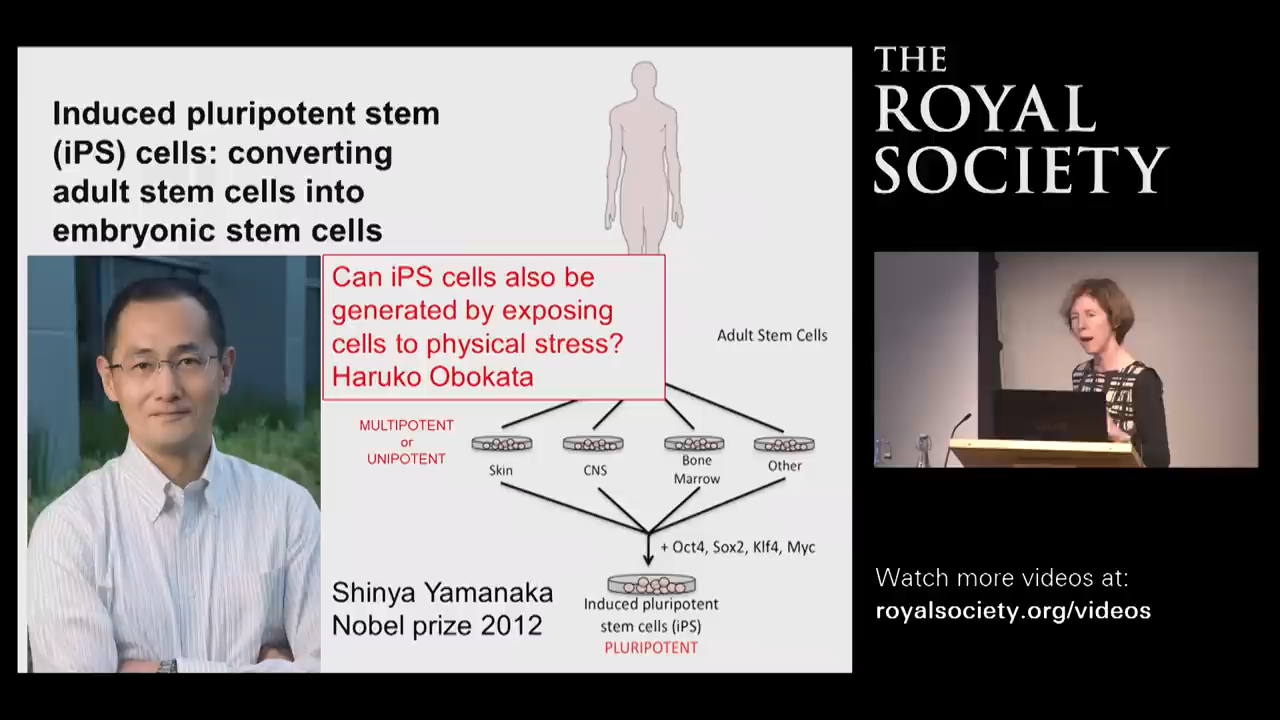 Induced pluripotent stem
(iPS) cells: converting
adult stem cells into
embryonic stem cells
Can iPS cells also be
generated by exposing
cells to physical stress?
Haruko Obokata
Adult Stem Cells
MULTIPOTENT
or
UNIPOTENT
Skin
CNS
Bone
Marrow
Other
+ Oct4, Sox2, Klf4, Myc
Shinya Yamanaka
Nobel prize 2012
Induced pluripotent
stem cells (iPS)
PLURIPOTENT
THE
ROYAL
SOCIETY
Watch more videos at:
royalsociety.org/videos